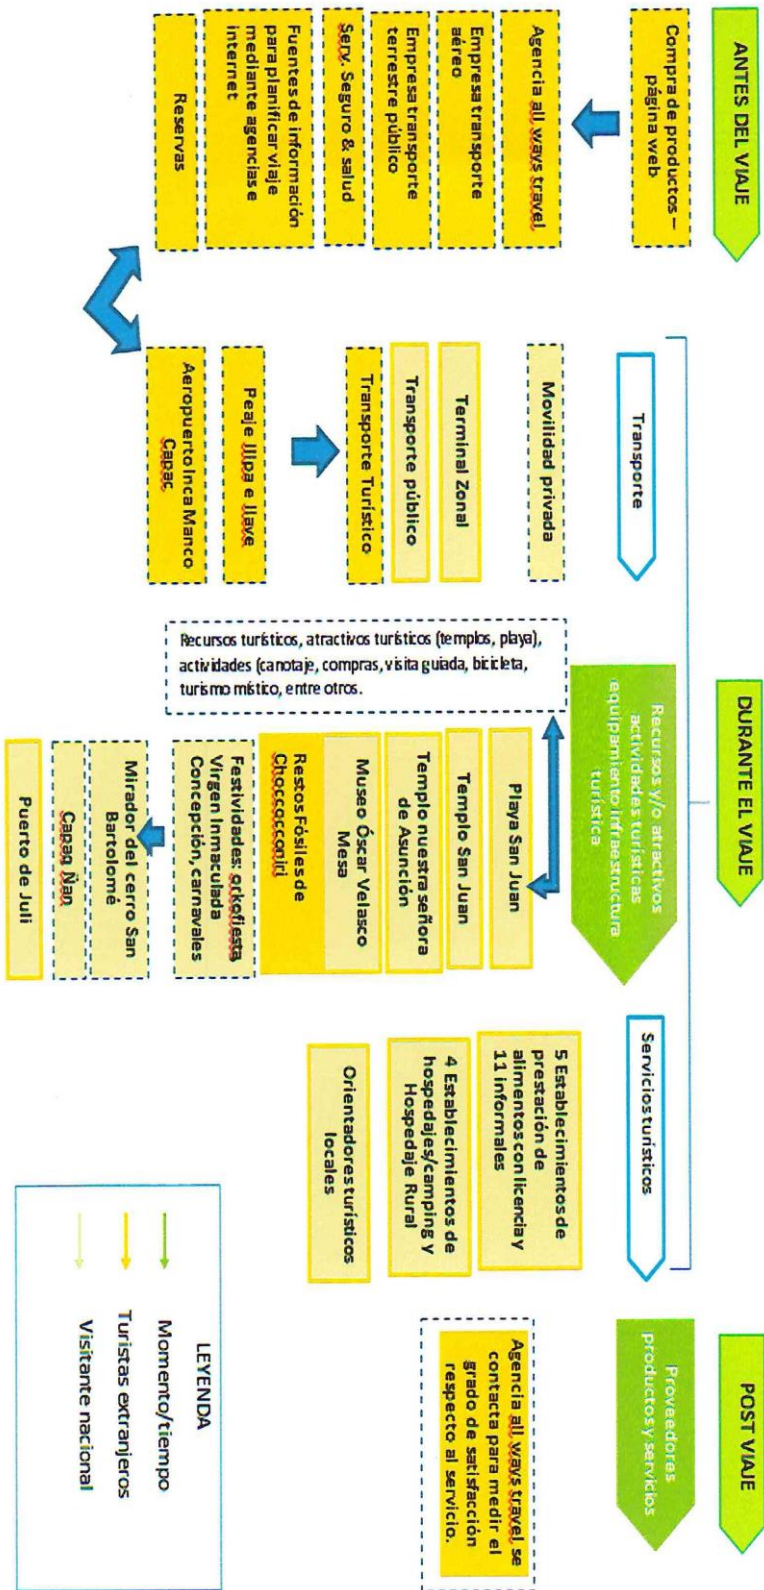 ANTES DEL VIAJE
Compra de productos –
página web
Agencia all ways travel
Empresa transporte
aéreo
Empresa transporte
terrestre público
Serv. Seguro & salud
Fuentes de información
para planificar viaje
mediante agencias e
internet
Reservas
DURANTE EL VIAJE
Transporte
Movilidad privada
Terminal Zonal
Transporte público
Transporte Turístico
Peaje Illpa e Ilave
Aeropuerto Inca Manco
Capac
Recursos y/o atractivos
actividades turísticas
equipamiento infraestructura
turística
Recursos turísticos, atractivos turísticos (templos, playa),
actividades (canotaje, compras, visita guiada, bicicleta,
turismo místico, entre otros.
Playa San Juan
Templo San Juan
Templo nuestra señora
de Asunción
Museo Óscar Velasco
Mesa
Restos Fósiles de
Choccocconiri
Festividades: orkofiesta,
Virgen Inmaculada
Concepción, carnavales
Mirador del cerro San
Bartolomé
Capaq Ñan
Puerto de Juli
Servicios turísticos
5 Establecimientos de
prestación de
alimentos con licencia y
11 informales
4 Establecimientos de
hospedajes/camping y
Hospedaje Rural
Orientadores turísticos
locales
POST VIAJE
Proveedores
productos y servicios
Agencia all ways travel, se
contacta para medir el
grado de satisfacción
respecto al servicio.
LEYENDA
Momento/tiempo
Turistas extranjeros
Visitante nacional